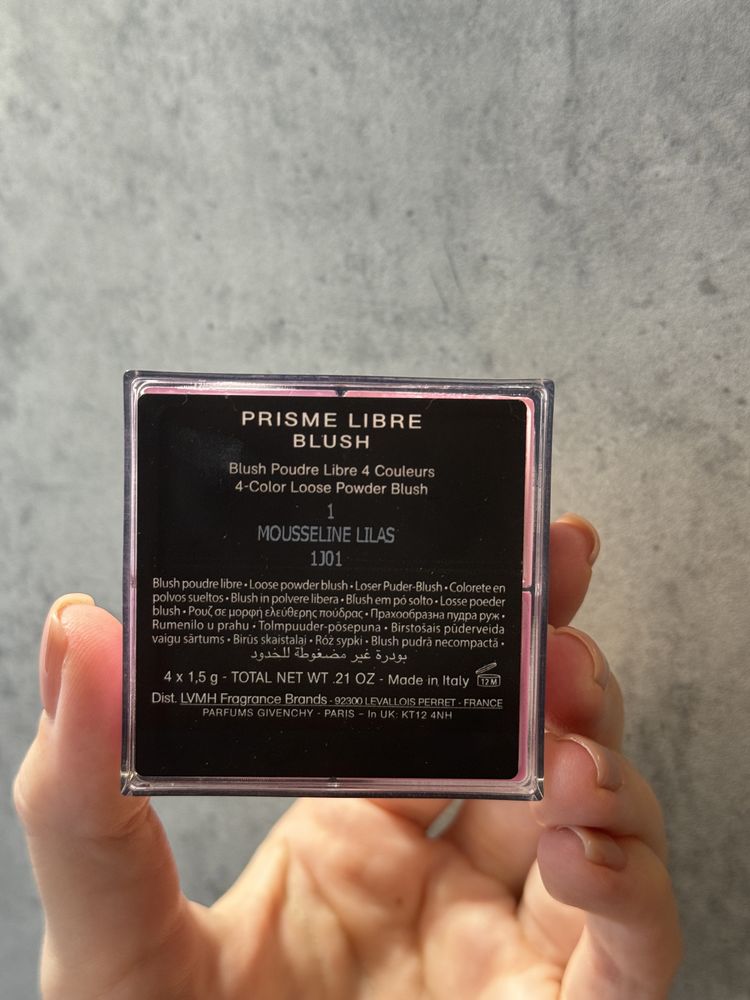 PRISME LIBRE
BLUSH
Blush Poudre Libre 4 Couleurs
4-Color Loose Powder Blush
1
MOUSSELINE LILAS
1J01
Blush poudre libre • Loose powder blush • Loser Puder-Blush • Colorete en
polvos sueltos • Blush in polvere libera • Blush em pó solto • Losse poeder
blush • Ρουζ σε μορφή ελεύθερης πούδρας • Прахообразна пудра руж •
Rumenilo u prahu • Tolmpuuder-põsepuna • Birstošais pūderveida
vaigu sārtums • Birūs skaistalai • Róż sypki • Blush pudră necompactă •
بودرة غير مضغوطة للخدود
4 x 1,5 g - TOTAL NET WT .21 OZ - Made in Italy 12 M
Dist. LVMH Fragrance Brands - 92300 LEVALLOIS PERRET - FRANCE
PARFUMS GIVENCHY - PARIS - In UK: KT12 4NH